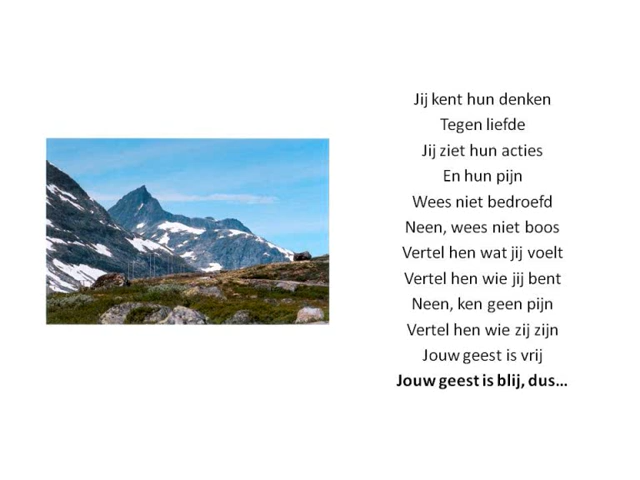 Jij kent hun denken
Tegen liefde
Jij ziet hun acties
En hun pijn
Wees niet bedroefd
Neen, wees niet boos
Vertel hen wat jij voelt
Vertel hen wie jij bent
Neen, ken geen pijn
Vertel hen wie zij zijn
Jouw geest is vrij
Jouw geest is blij, dus...